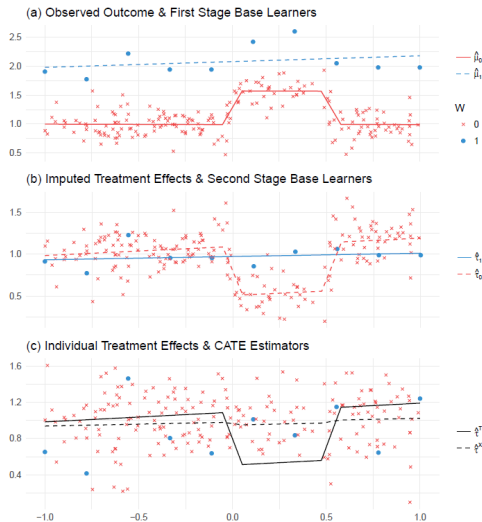 (a) Observed Outcome & First Stage Base Learners
2.5
2.0
1.5
1.0
0.5
μ̂₀
μ̂₁
W
0
1
(b) Imputed Treatment Effects & Second Stage Base Learners
1.5
1.0
0.5
τ̂₁
τ̂₀
(c) Individual Treatment Effects & CATE Estimators
1.6
1.2
0.8
0.4
τ̂ᵀ
τ̂ˣ
−1.0
−0.5
0.0
0.5
1.0